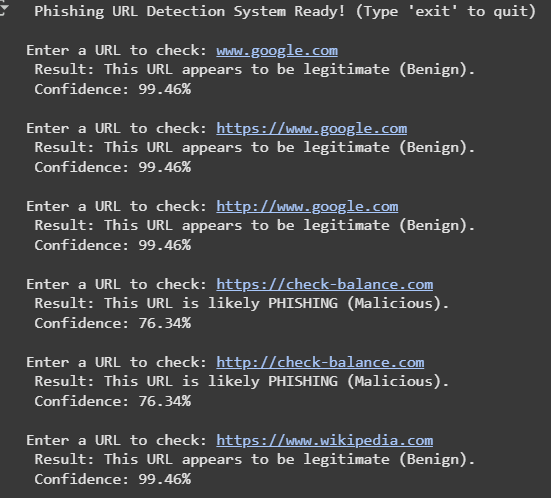 Phishing URL Detection System Ready! (Type 'exit' to quit)
Enter a URL to check: www.google.com
Result: This URL appears to be legitimate (Benign).
Confidence: 99.46%
Enter a URL to check: https://www.google.com
Result: This URL appears to be legitimate (Benign).
Confidence: 99.46%
Enter a URL to check: http://www.google.com
Result: This URL appears to be legitimate (Benign).
Confidence: 99.46%
Enter a URL to check: https://check-balance.com
Result: This URL is likely PHISHING (Malicious).
Confidence: 76.34%
Enter a URL to check: http://check-balance.com
Result: This URL is likely PHISHING (Malicious).
Confidence: 76.34%
Enter a URL to check: https://www.wikipedia.com
Result: This URL appears to be legitimate (Benign).
Confidence: 99.46%